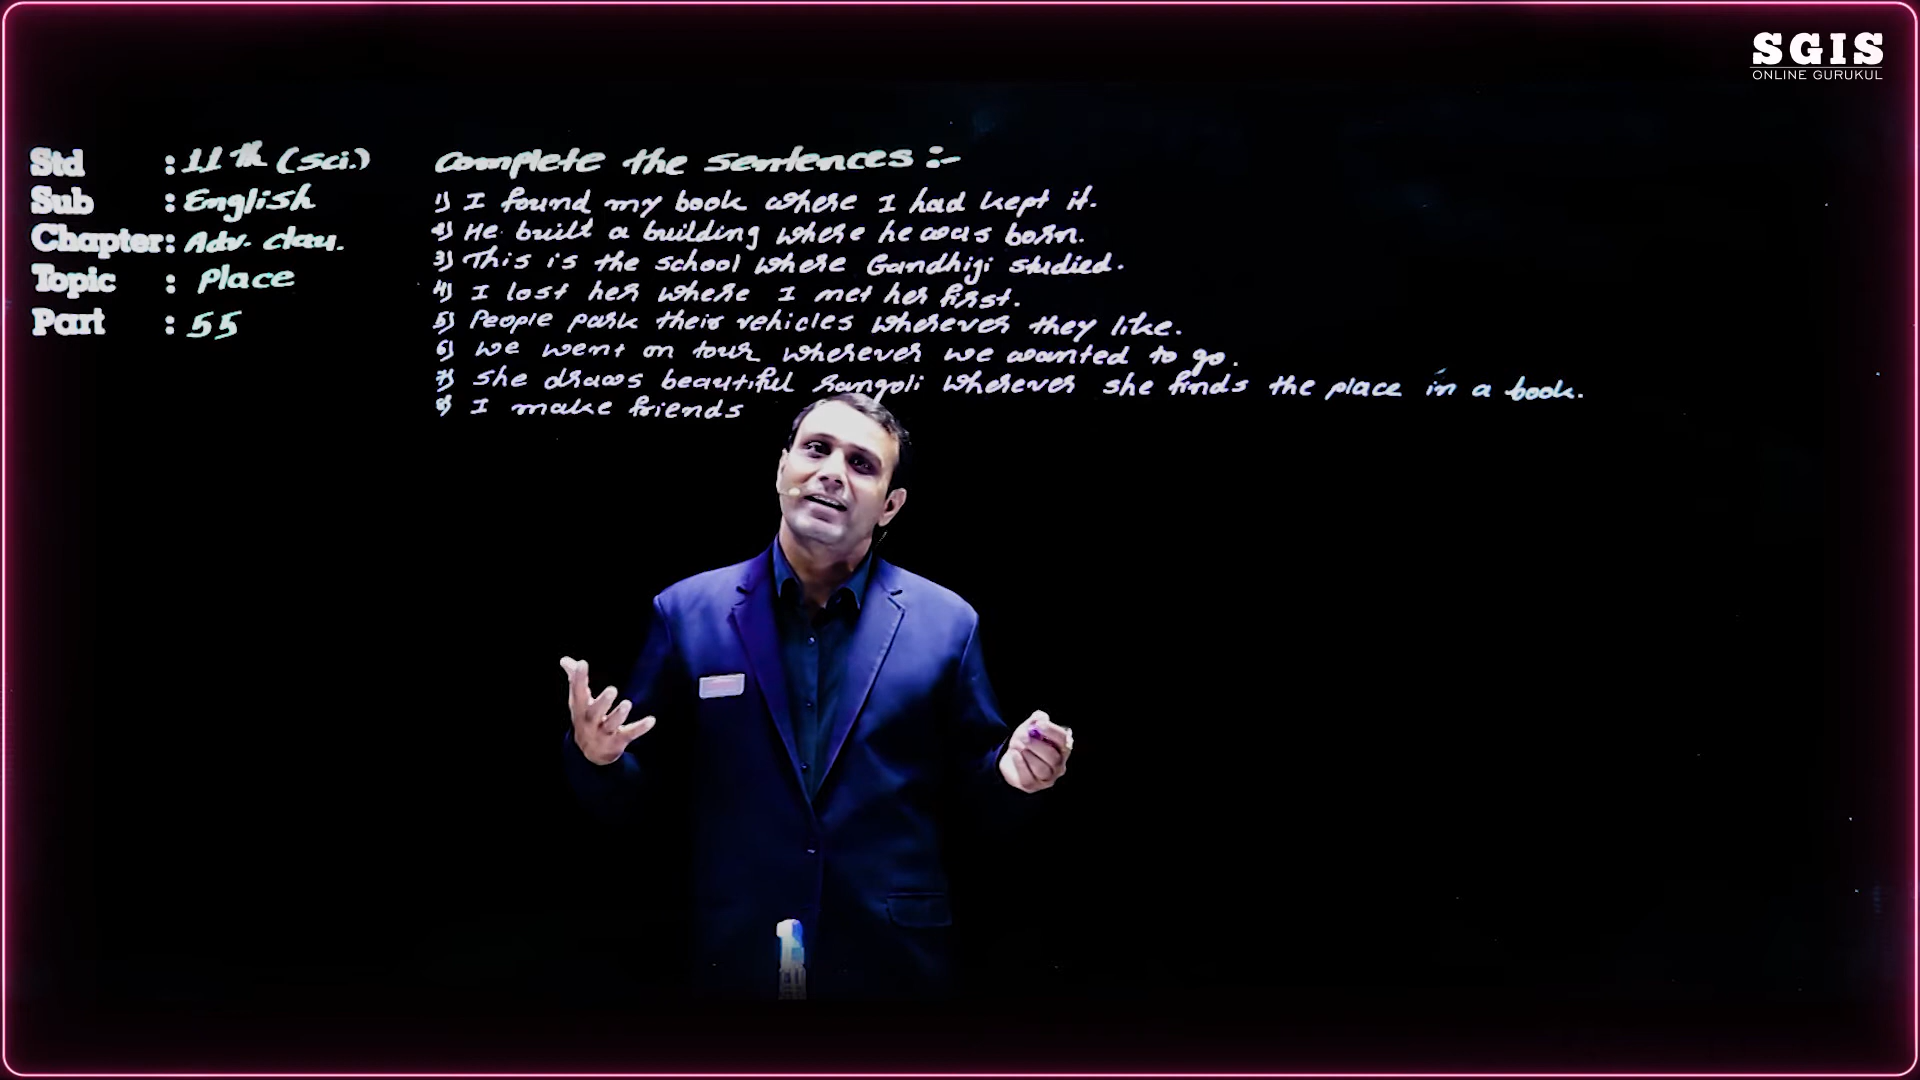 SGIS
ONLINE GURUKUL
Std : 11th (sci.)
Sub : English
Chapter : Adv. clau.
Topic : Place
Part : 55
Complete the sentences :-
1) I found my book where I had kept it.
2) He built a building where he was born.
3) This is the school where Gandhiji studied.
4) I lost her where I met her first.
5) People park their vehicles wherever they like.
6) We went on tour wherever we wanted to go.
7) She draws beautiful rangoli wherever she finds the place in a book.
8) I make friends